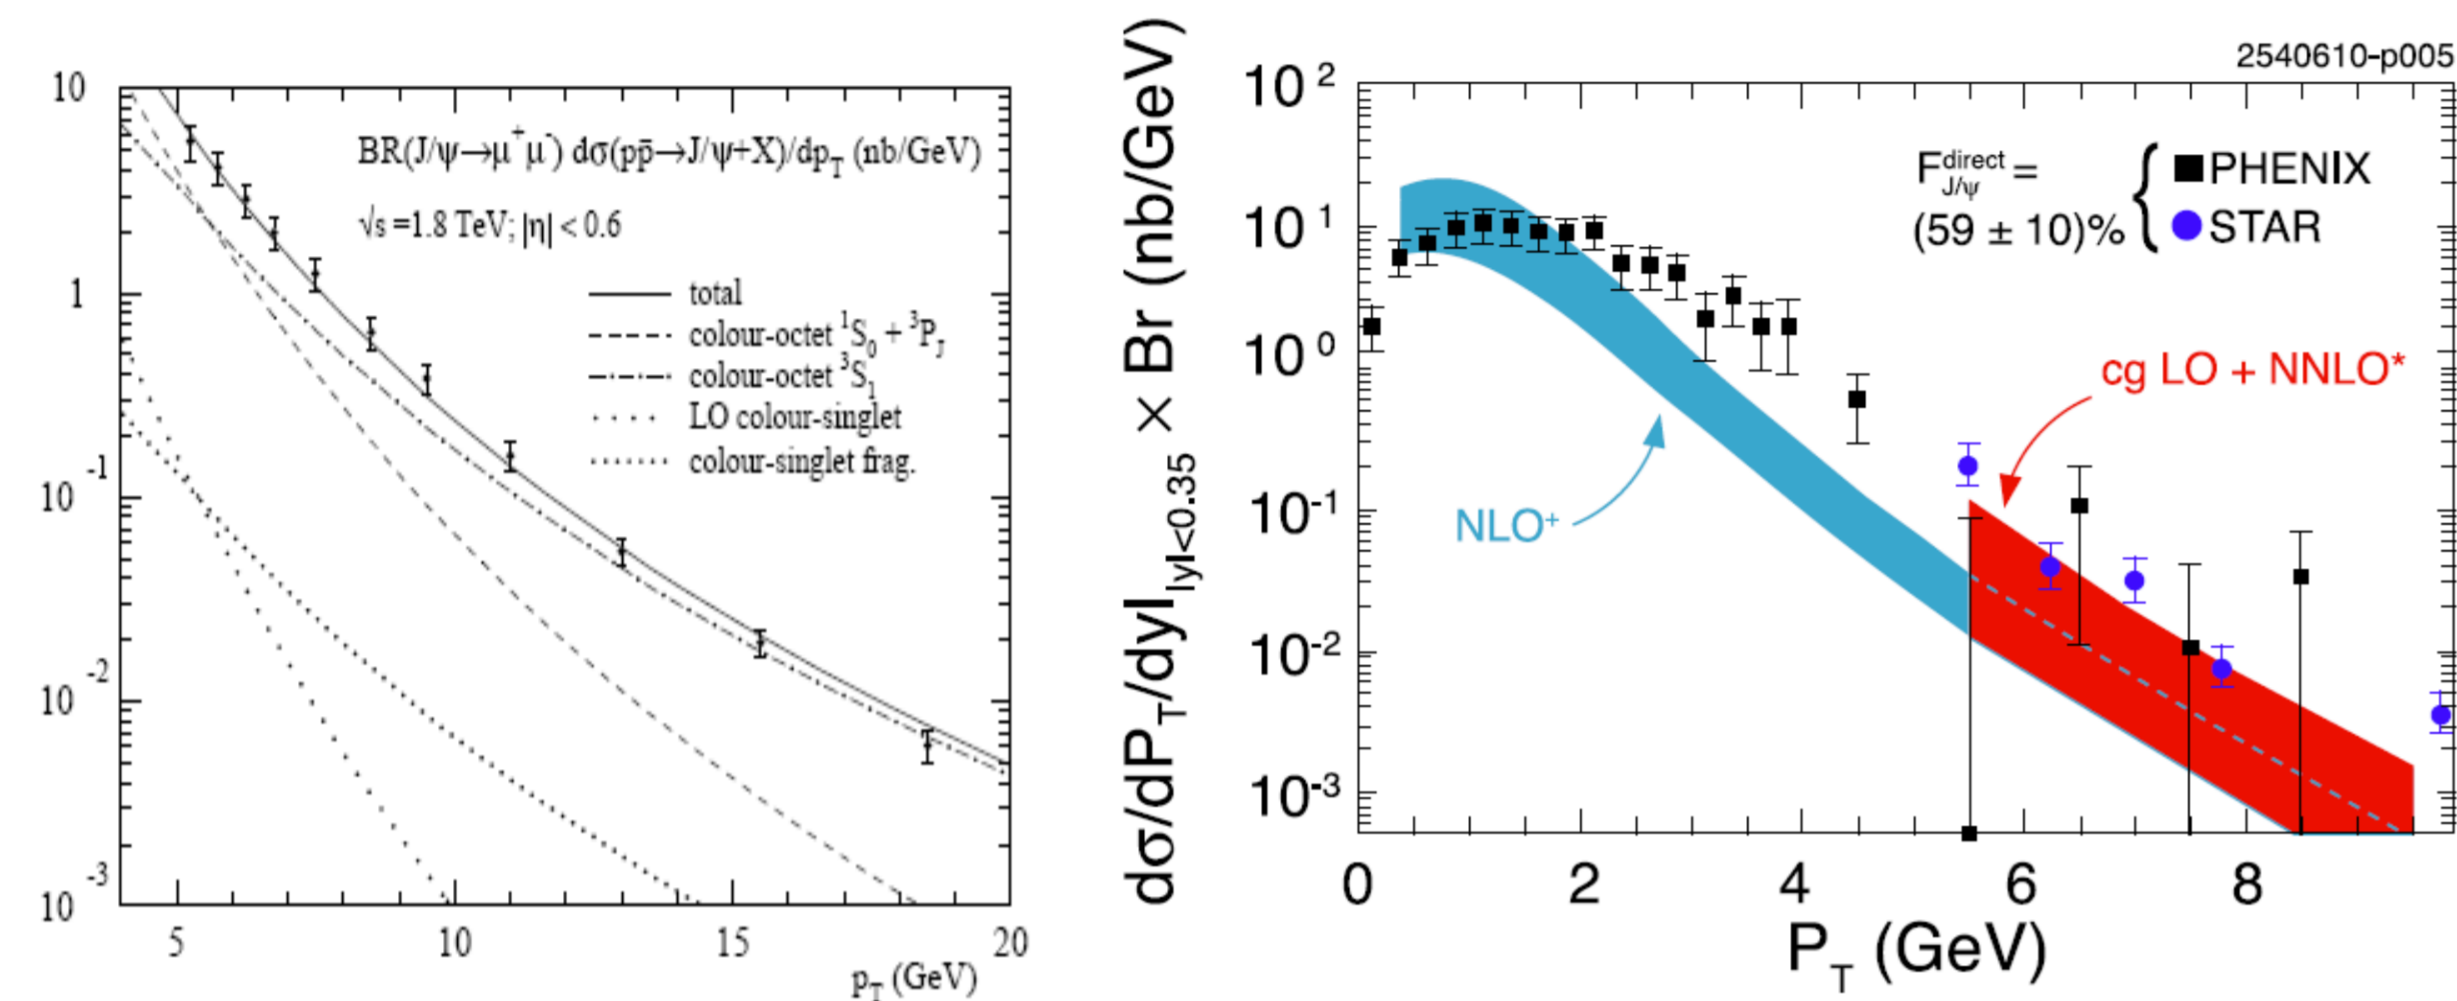 10
1
10⁻¹
10⁻²
10⁻³
5 10 15 20
p_T (GeV)
BR(J/ψ→μ⁺μ⁻) dσ(pp̄→J/ψ+X)/dp_T (nb/GeV)
√s =1.8 TeV; |η| < 0.6
total
colour-octet ¹S₀ + ³P_J
colour-octet ³S₁
LO colour-singlet
colour-singlet frag.
2540610-p005
dσ/dP_T/dy|_|y|<0.35 × Br (nb/GeV)
10²
10¹
10⁰
10⁻¹
10⁻²
10⁻³
F^direct_J/ψ =
(59 ± 10)%
PHENIX
STAR
cg LO + NNLO*
NLO⁺
0 2 4 6 8
P_T (GeV)